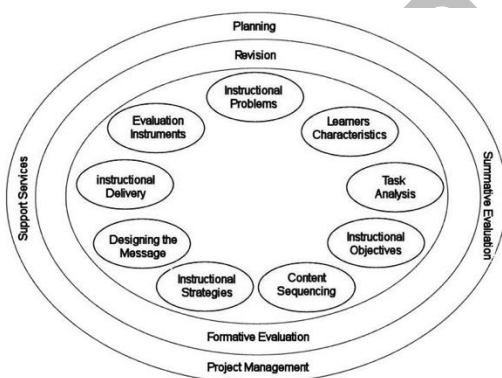 Planning
Revision
Instructional
Problems
Evaluation
Instruments
Learners
Characteristics
instructional
Delivery
Task
Analysis
Designing the
Message
Instructional
Objectives
Instructional
Strategies
Content
Sequencing
Support Services
Summative Evaluation
Formative Evaluation
Project Management